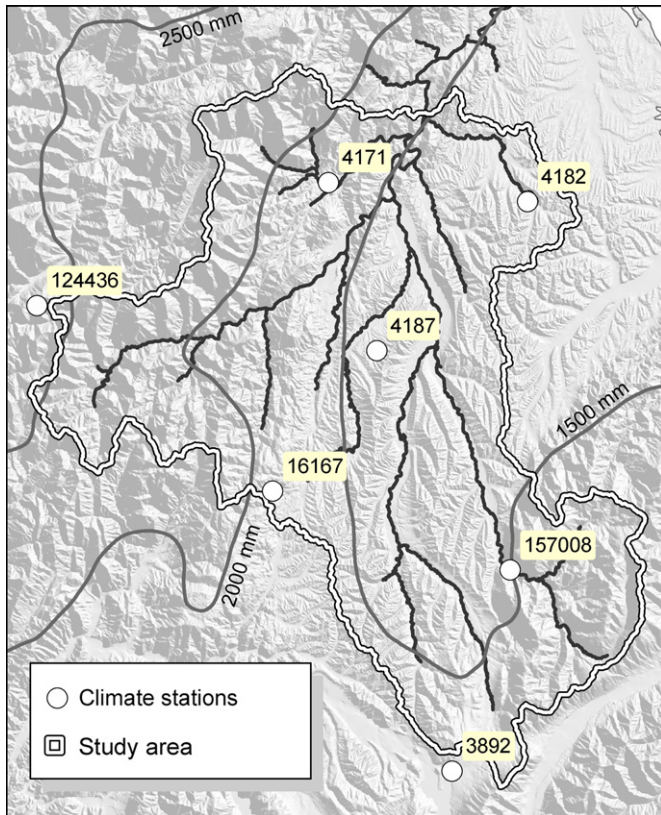 2500 mm
4171
4182
124436
4187
1500 mm
16167
157008
2000 mm
Climate stations
Study area
3892